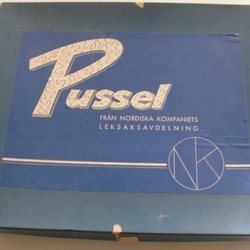 Pussel
FRÅN NORDISKA KOMPANIETS
LEKSAKSAVDELNING
NK